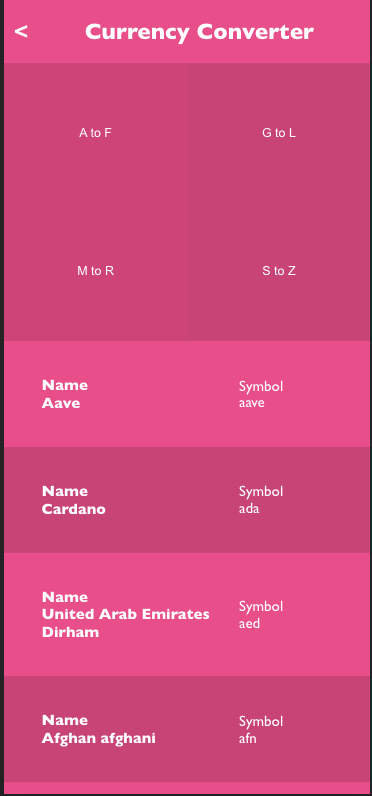 < Currency Converter
A to F
G to L
M to R
S to Z
Name
Aave
Symbol
aave
Name
Cardano
Symbol
ada
Name
United Arab Emirates
Dirham
Symbol
aed
Name
Afghan afghani
Symbol
afn